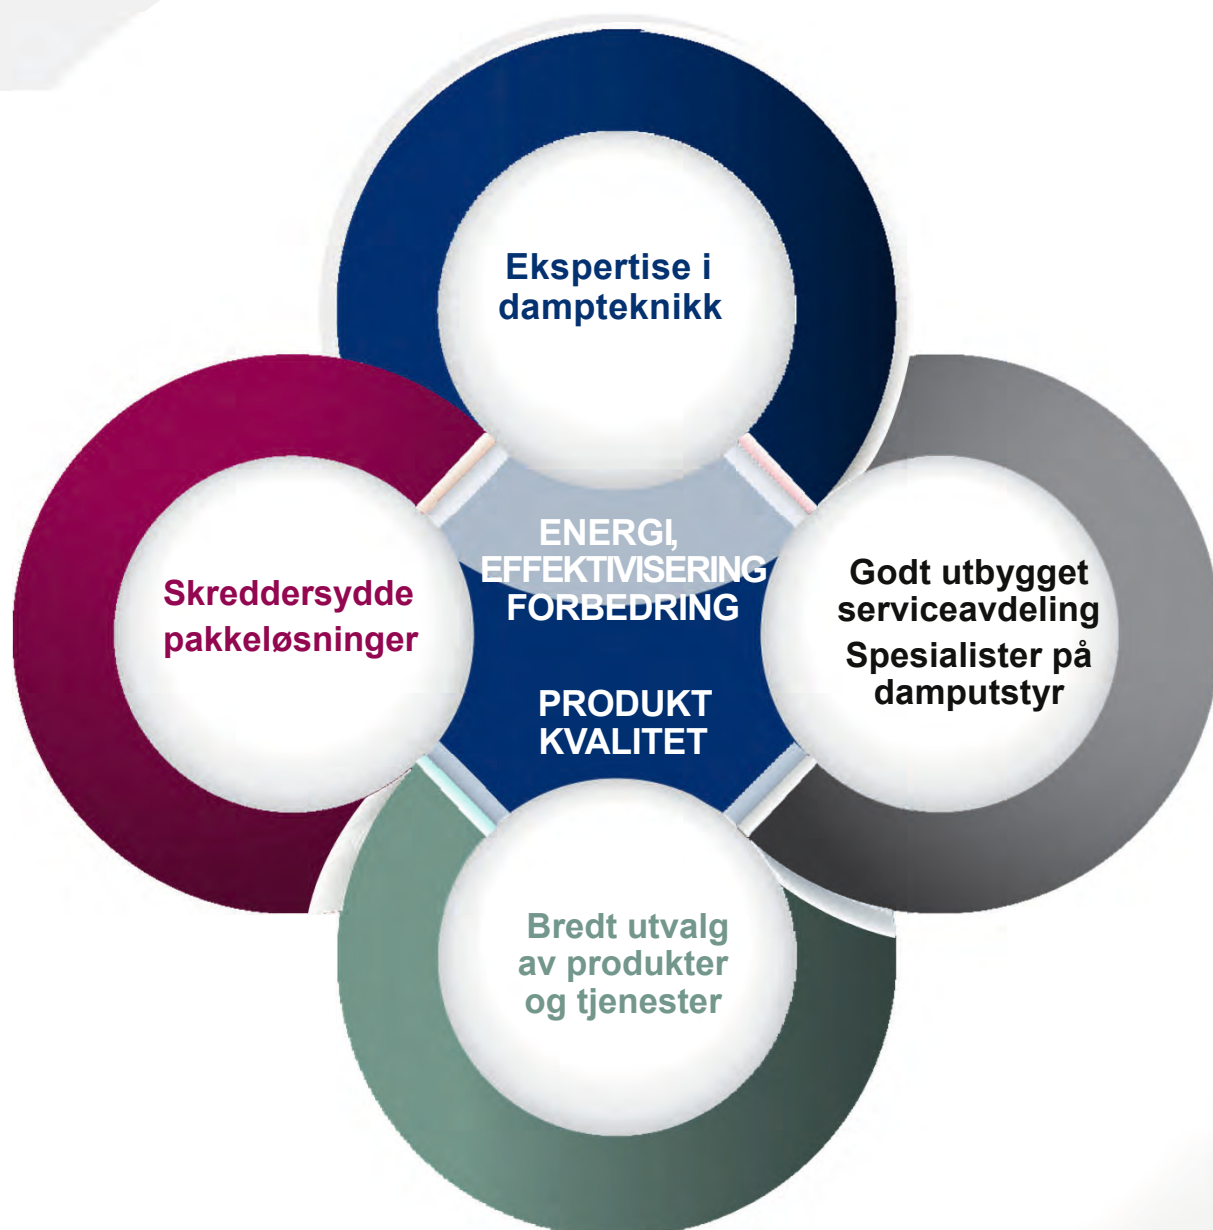 Ekspertise i
dampteknikk
Skreddersydde
pakkeløsninger
ENERGI,
EFFEKTIVISERING
FORBEDRING
PRODUKT
KVALITET
Godt utbygget
serviceavdeling
Spesialister på
damputstyr
Bredt utvalg
av produkter
og tjenester